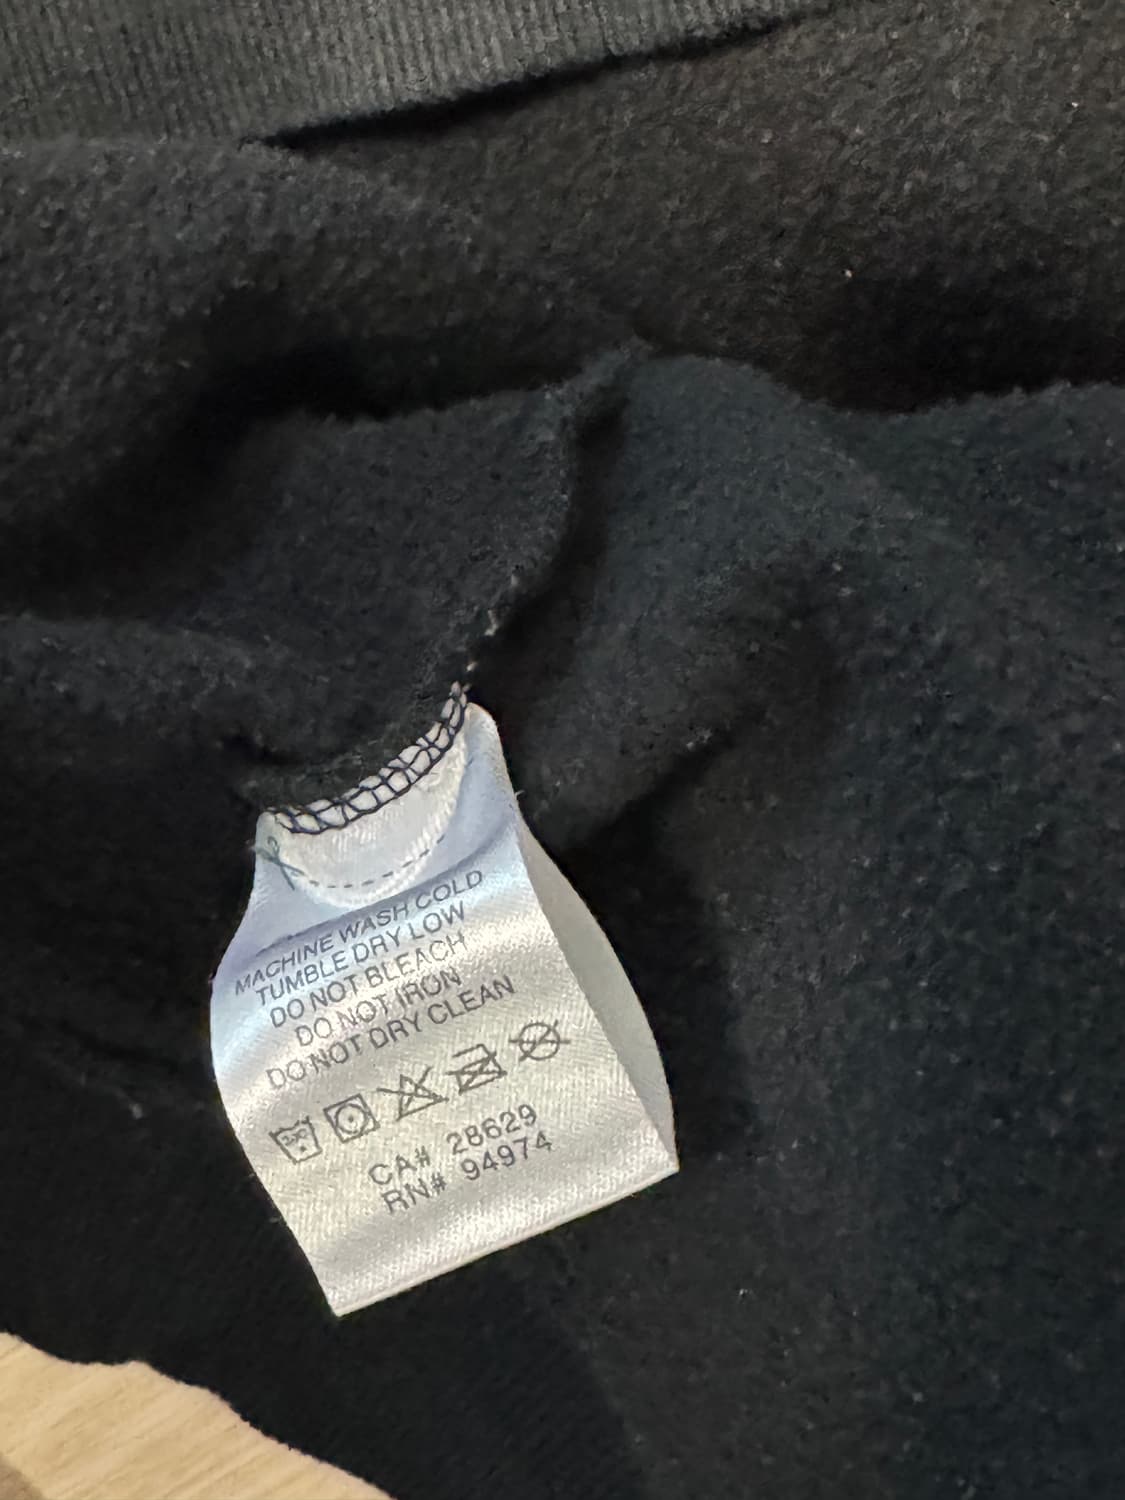 MACHINE WASH COLD
TUMBLE DRY LOW
DO NOT BLEACH
DO NOT IRON
DO NOT DRY CLEAN
CA# 28629
RN# 94974